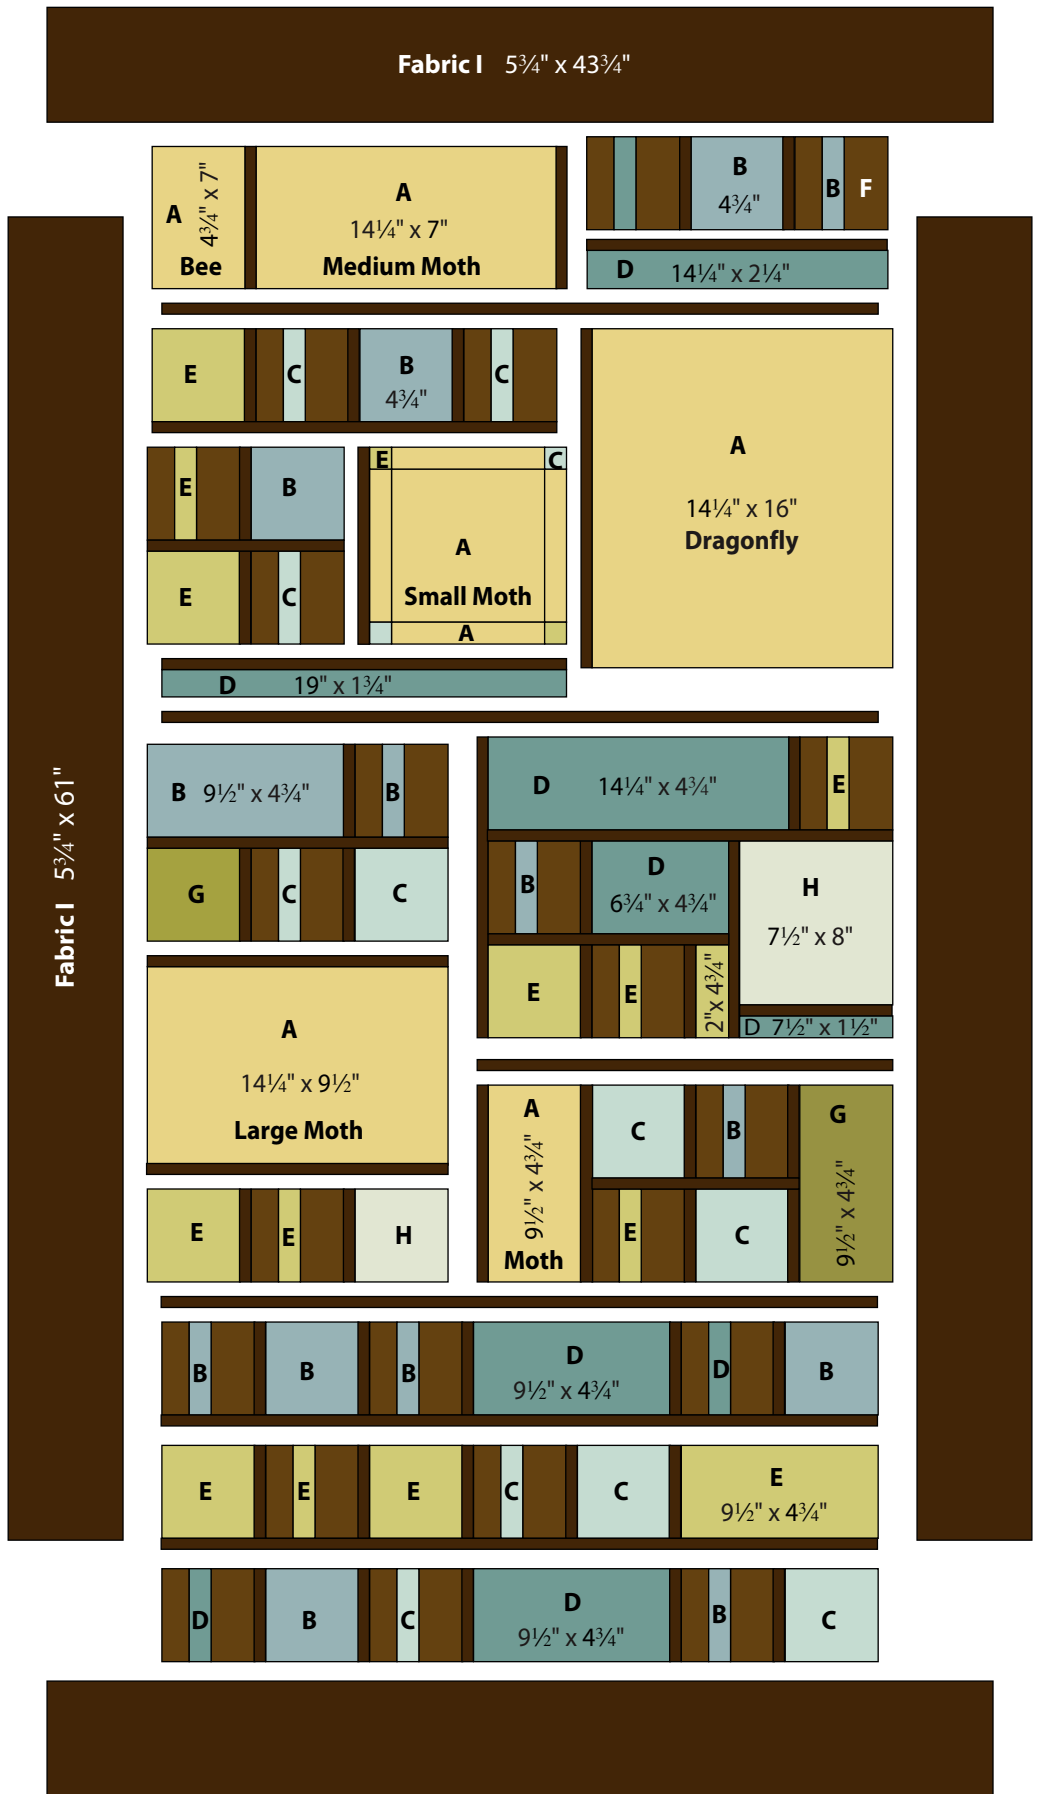 Fabric I 5¾" x 43¾"
A
4¾" x 7"
Bee
A
14¼" x 7"
Medium Moth
B
4¾"
B
F
D 14¼" x 2¼"
E
C
B
4¾"
C
A
14¼" x 16"
Dragonfly
E
B
E
C
E
C
A
Small Moth
A
D 19" x 1¾"
Fabric I 5¾" x 61"
B 9½" x 4¾"
B
G
C
C
D 14¼" x 4¾"
E
B
D
6¾" x 4¾"
H
7½" x 8"
E
E
2"x 4¾"
D 7½" x 1½"
A
14¼" x 9½"
Large Moth
E
E
H
A
9½" x 4¾"
Moth
C
B
G
9½" x 4¾"
E
C
B
B
B
D
9½" x 4¾"
D
B
E
E
E
C
C
E
9½" x 4¾"
D
B
C
D
9½" x 4¾"
B
C